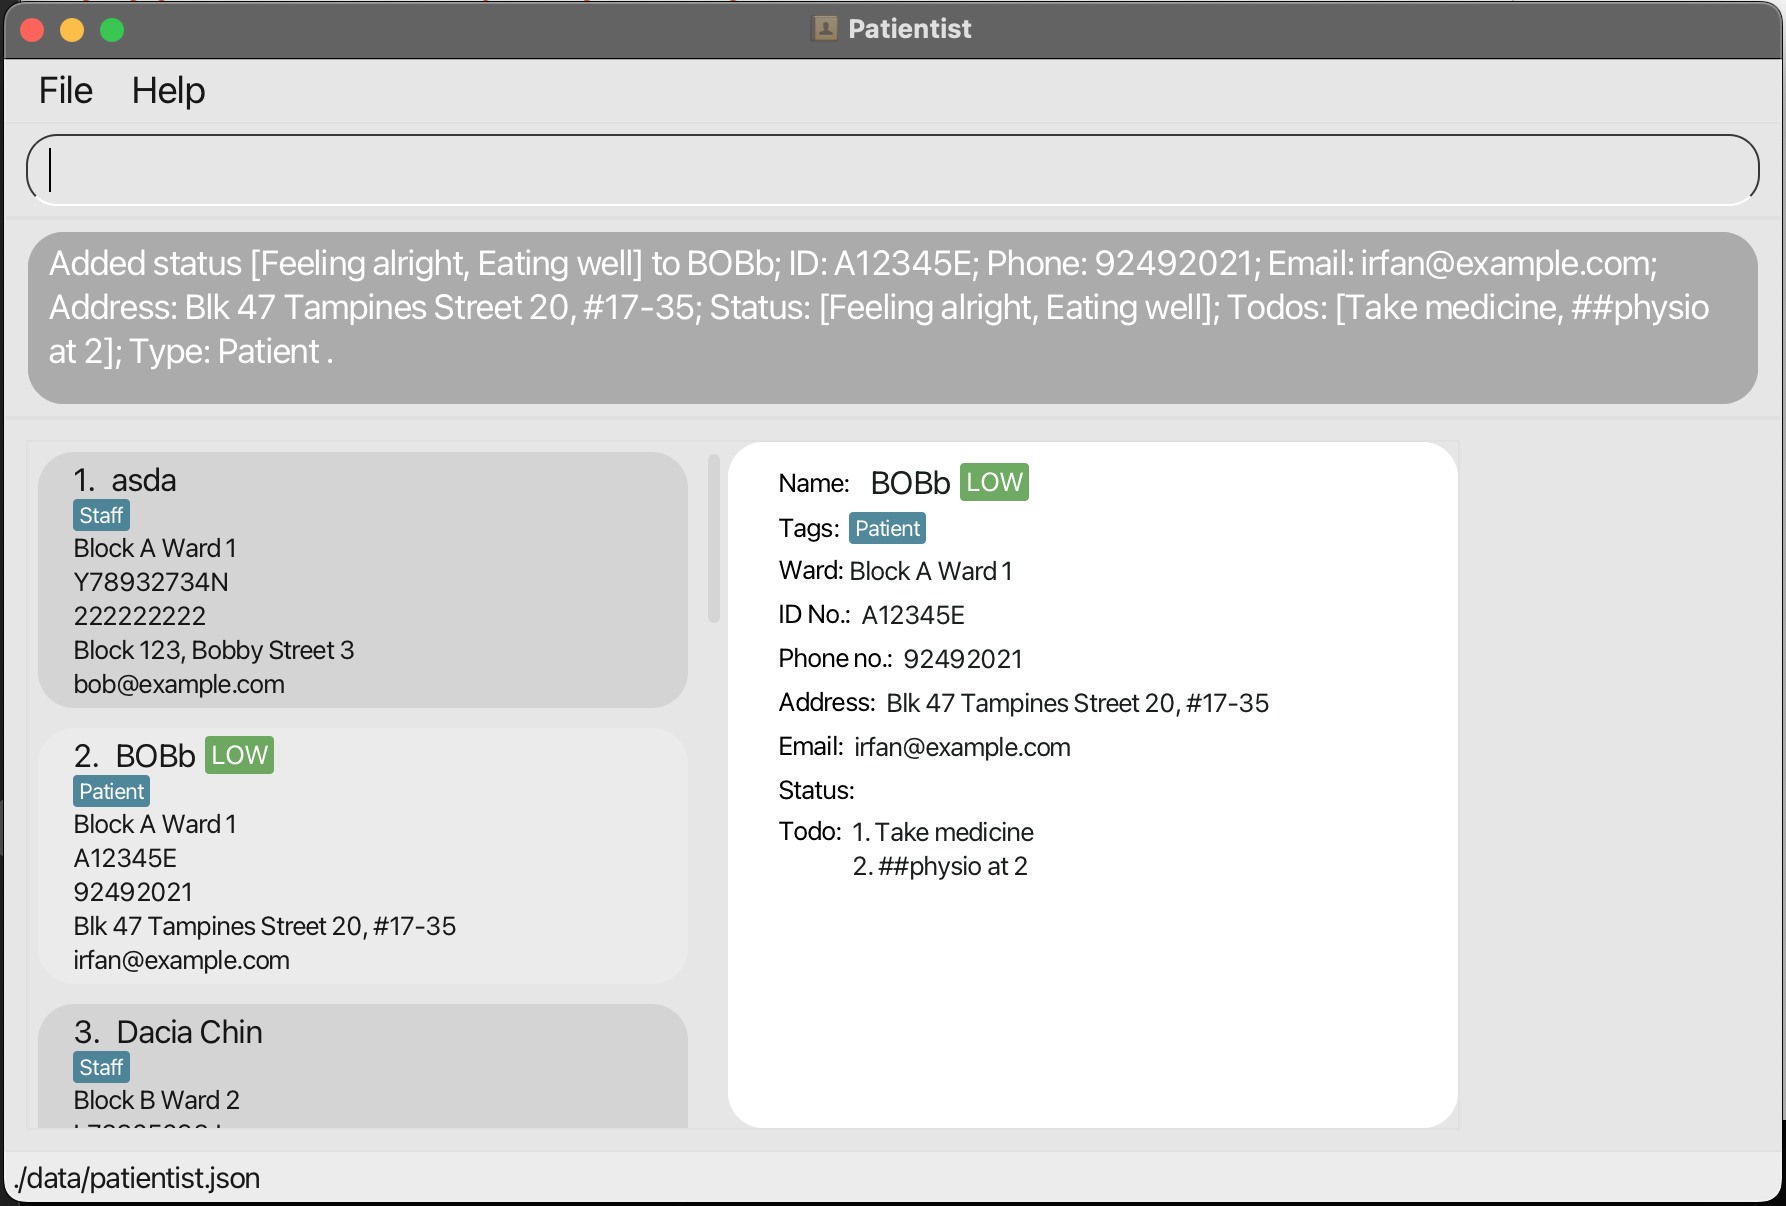 Patientist
File Help
Added status [Feeling alright, Eating well] to BOBb; ID: A12345E; Phone: 92492021; Email: irfan@example.com;
Address: Blk 47 Tampines Street 20, #17-35; Status: [Feeling alright, Eating well]; Todos: [Take medicine, ##physio
at 2]; Type: Patient .
1. asda
Staff
Block A Ward 1
Y78932734N
222222222
Block 123, Bobby Street 3
bob@example.com
2. BOBb LOW
Patient
Block A Ward 1
A12345E
92492021
Blk 47 Tampines Street 20, #17-35
irfan@example.com
3. Dacia Chin
Staff
Block B Ward 2
Name: BOBb LOW
Tags: Patient
Ward: Block A Ward 1
ID No.: A12345E
Phone no.: 92492021
Address: Blk 47 Tampines Street 20, #17-35
Email: irfan@example.com
Status:
Todo: 1. Take medicine
2. ##physio at 2
./data/patientist.json